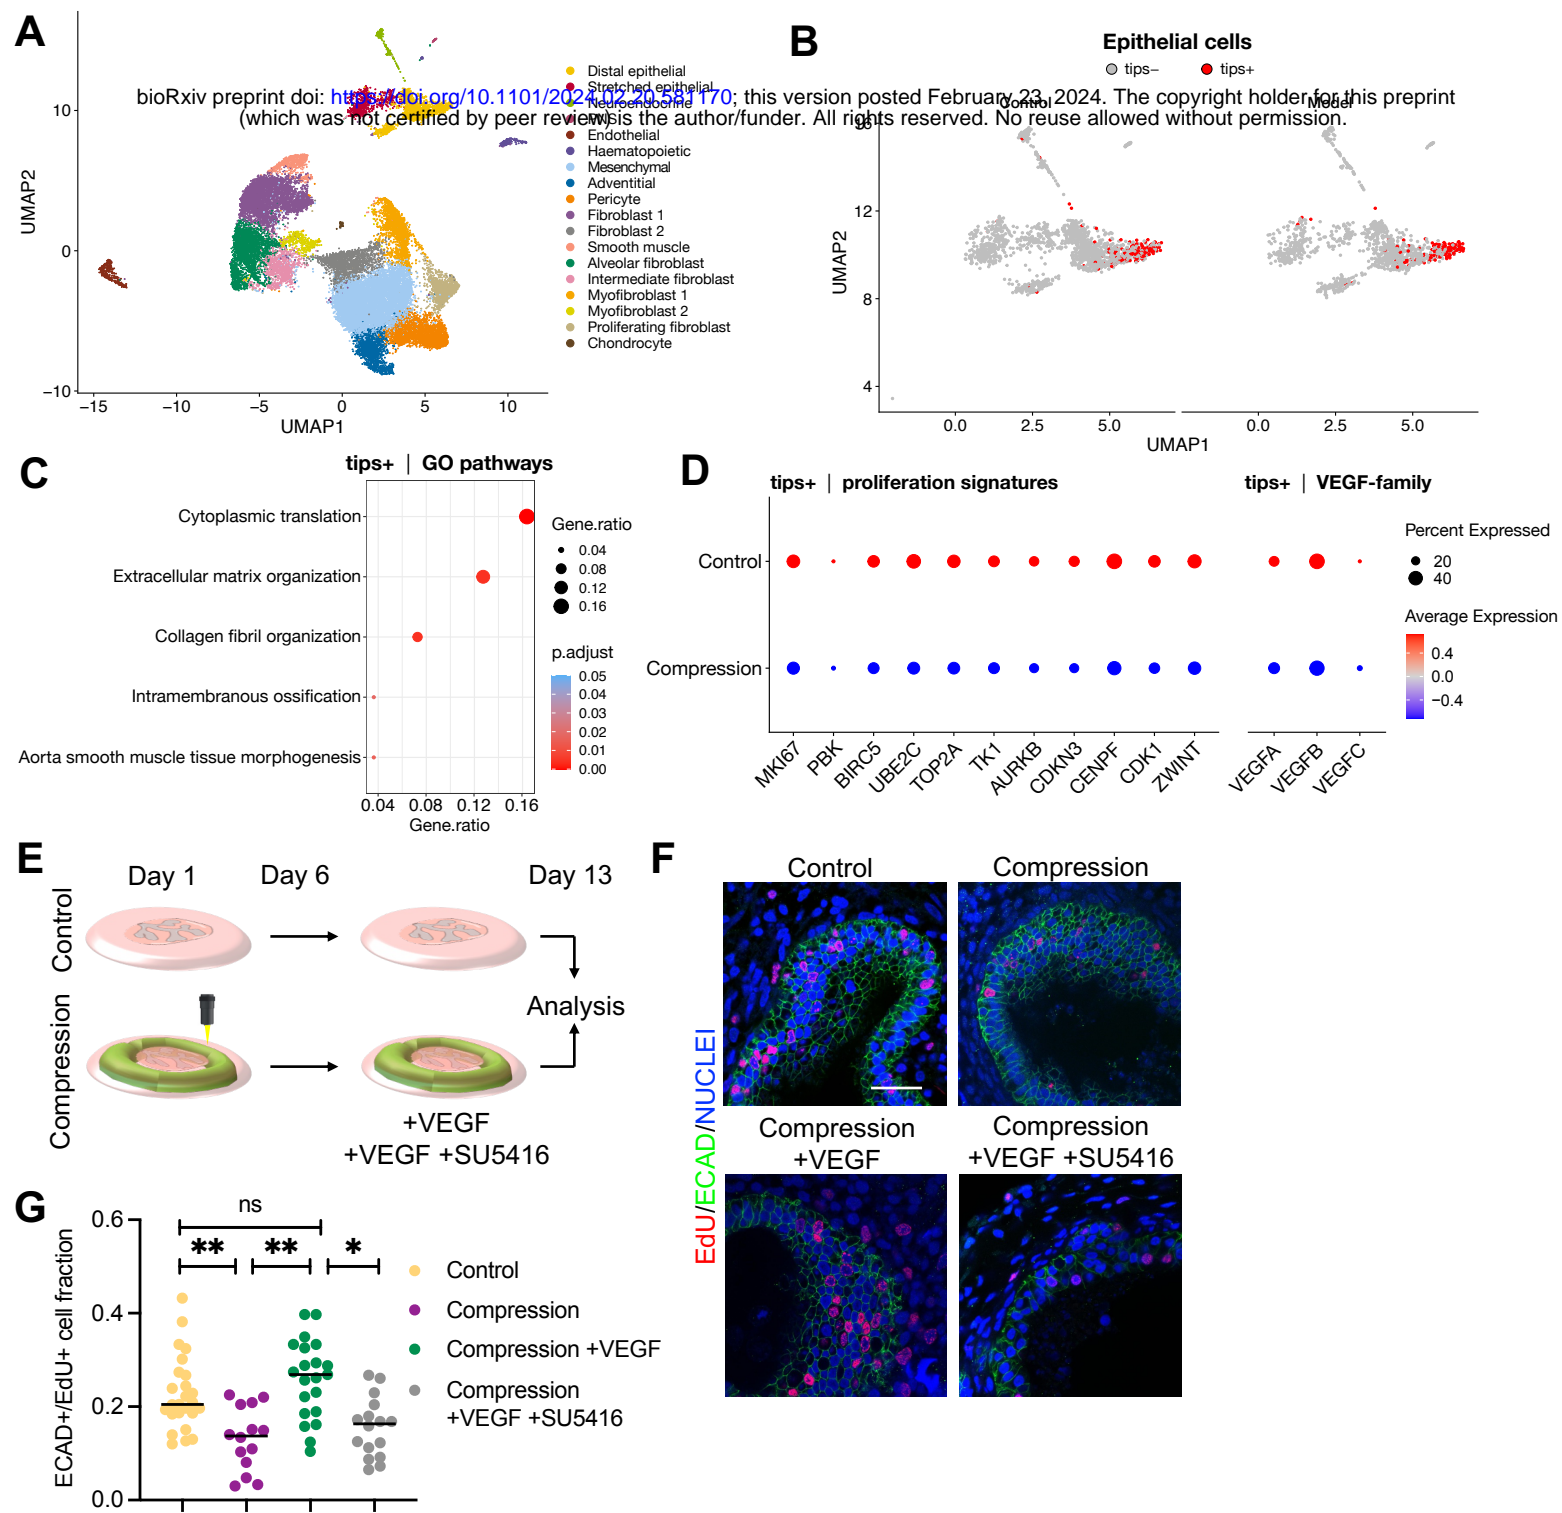 A
B
Epithelial cells
tips−
tips+
Distal epithelial
Stretched epithelial
Neuroendocrine
bioRxiv preprint doi: https://doi.org/10.1101/2024.02.20.581170; this version posted February 23, 2024. The copyright holder for this preprint
(which was not certified by peer review) is the author/funder. All rights reserved. No reuse allowed without permission.
Control
Model
Endothelial
Haematopoietic
Mesenchymal
Adventitial
Pericyte
Fibroblast 1
Fibroblast 2
Smooth muscle
Alveolar fibroblast
Intermediate fibroblast
Myofibroblast 1
Myofibroblast 2
Proliferating fibroblast
Chondrocyte
10
0
−10
UMAP2
−15 −10 −5 0 5 10
UMAP1
16
12
8
4
UMAP2
0.0 2.5 5.0
0.0 2.5 5.0
UMAP1
C
tips+ | GO pathways
Cytoplasmic translation
Extracellular matrix organization
Collagen fibril organization
Intramembranous ossification
Aorta smooth muscle tissue morphogenesis
0.04 0.08 0.12 0.16
Gene.ratio
Gene.ratio
0.04
0.08
0.12
0.16
p.adjust
0.05
0.04
0.03
0.02
0.01
0.00
D
tips+ | proliferation signatures
tips+ | VEGF-family
Control
Compression
MKI67 PBK BIRC5 UBE2C TOP2A TK1 AURKB CDKN3 CENPF CDK1 ZWINT
VEGFA VEGFB VEGFC
Percent Expressed
20
40
Average Expression
0.4
0.0
−0.4
E
Day 1
Day 6
Day 13
Control
Compression
Analysis
+VEGF
+VEGF +SU5416
F
Control
Compression
Compression
+VEGF
Compression
+VEGF +SU5416
EdU/ECAD/NUCLEI
G
ns
** ** *
0.6
0.4
0.2
0.0
ECAD+/EdU+ cell fraction
Control
Compression
Compression +VEGF
Compression
+VEGF +SU5416